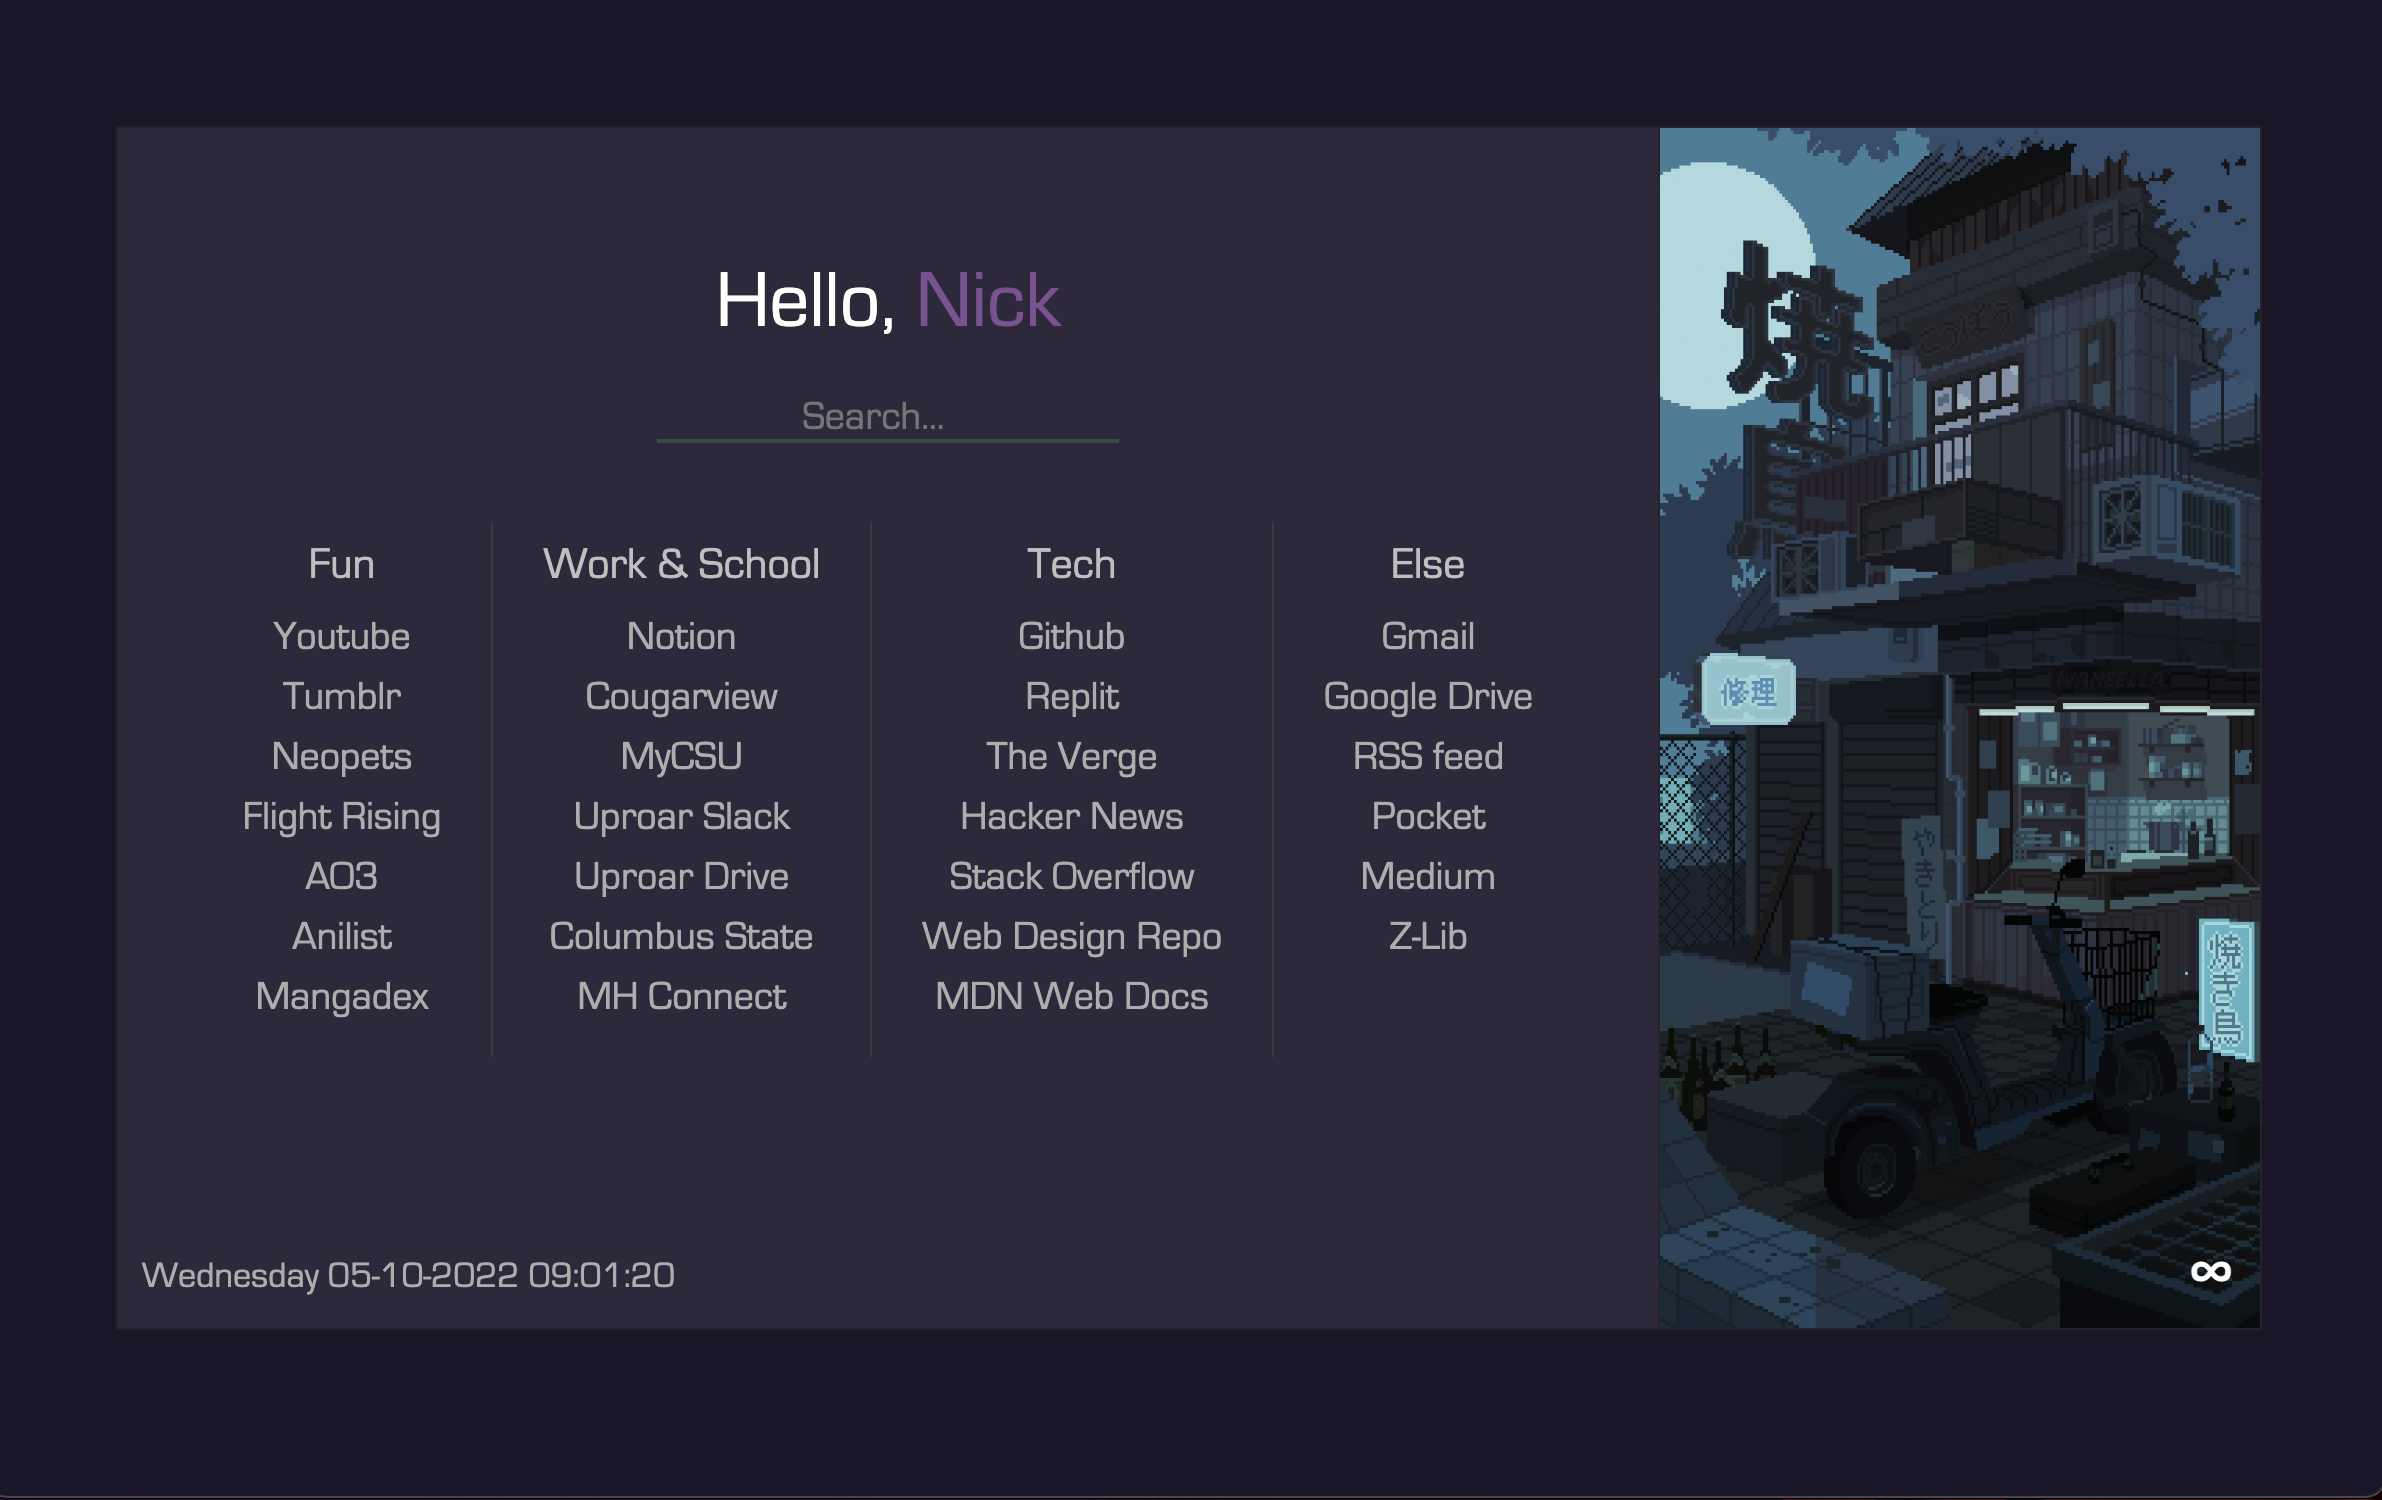 Hello, Nick
Search...
Fun
Youtube
Tumblr
Neopets
Flight Rising
AO3
Anilist
Mangadex
Work & School
Notion
Cougarview
MyCSU
Uproar Slack
Uproar Drive
Columbus State
MH Connect
Tech
Github
Replit
The Verge
Hacker News
Stack Overflow
Web Design Repo
MDN Web Docs
Else
Gmail
Google Drive
RSS feed
Pocket
Medium
Z-Lib
Wednesday 05-10-2022 09:01:20
修理
やきとり
焼き鳥
∞